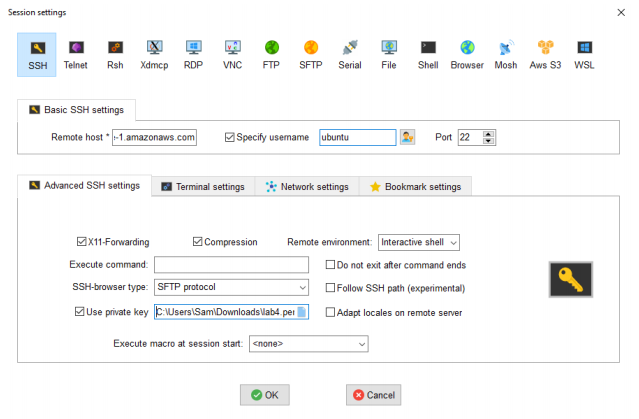 Session settings
SSH Telnet Rsh Xdmcp RDP VNC FTP SFTP Serial File Shell Browser Mosh Aws S3 WSL
Basic SSH settings
Remote host * -1.amazonaws.com Specify username ubuntu Port 22
Advanced SSH settings Terminal settings Network settings Bookmark settings
X11-Forwarding Compression Remote environment: Interactive shell
Execute command: Do not exit after command ends
SSH-browser type: SFTP protocol Follow SSH path (experimental)
Use private key C:\Users\Sam\Downloads\lab4.per Adapt locales on remote server
Execute macro at session start: <none>
OK Cancel